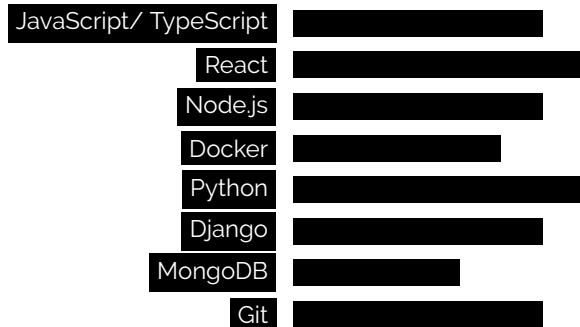 JavaScript/ TypeScript
React
Node.js
Docker
Python
Django
MongoDB
Git